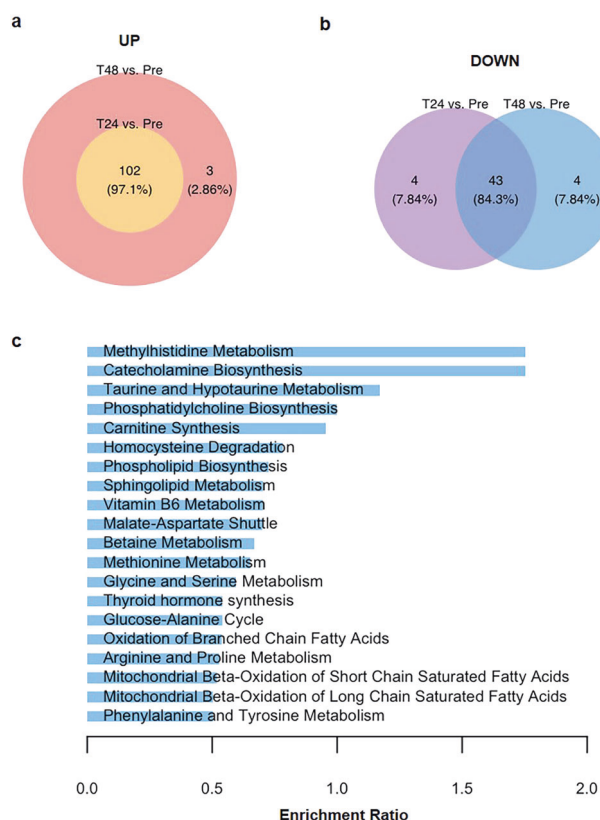 a
UP
T48 vs. Pre
T24 vs. Pre
102
(97.1%)
3
(2.86%)
b
DOWN
T24 vs. Pre
T48 vs. Pre
4
(7.84%)
43
(84.3%)
4
(7.84%)
c
Methylhistidine Metabolism
Catecholamine Biosynthesis
Taurine and Hypotaurine Metabolism
Phosphatidylcholine Biosynthesis
Carnitine Synthesis
Homocysteine Degradation
Phospholipid Biosynthesis
Sphingolipid Metabolism
Vitamin B6 Metabolism
Malate-Aspartate Shuttle
Betaine Metabolism
Methionine Metabolism
Glycine and Serine Metabolism
Thyroid hormone synthesis
Glucose-Alanine Cycle
Oxidation of Branched Chain Fatty Acids
Arginine and Proline Metabolism
Mitochondrial Beta-Oxidation of Short Chain Saturated Fatty Acids
Mitochondrial Beta-Oxidation of Long Chain Saturated Fatty Acids
Phenylalanine and Tyrosine Metabolism
0.0 0.5 1.0 1.5 2.0
Enrichment Ratio